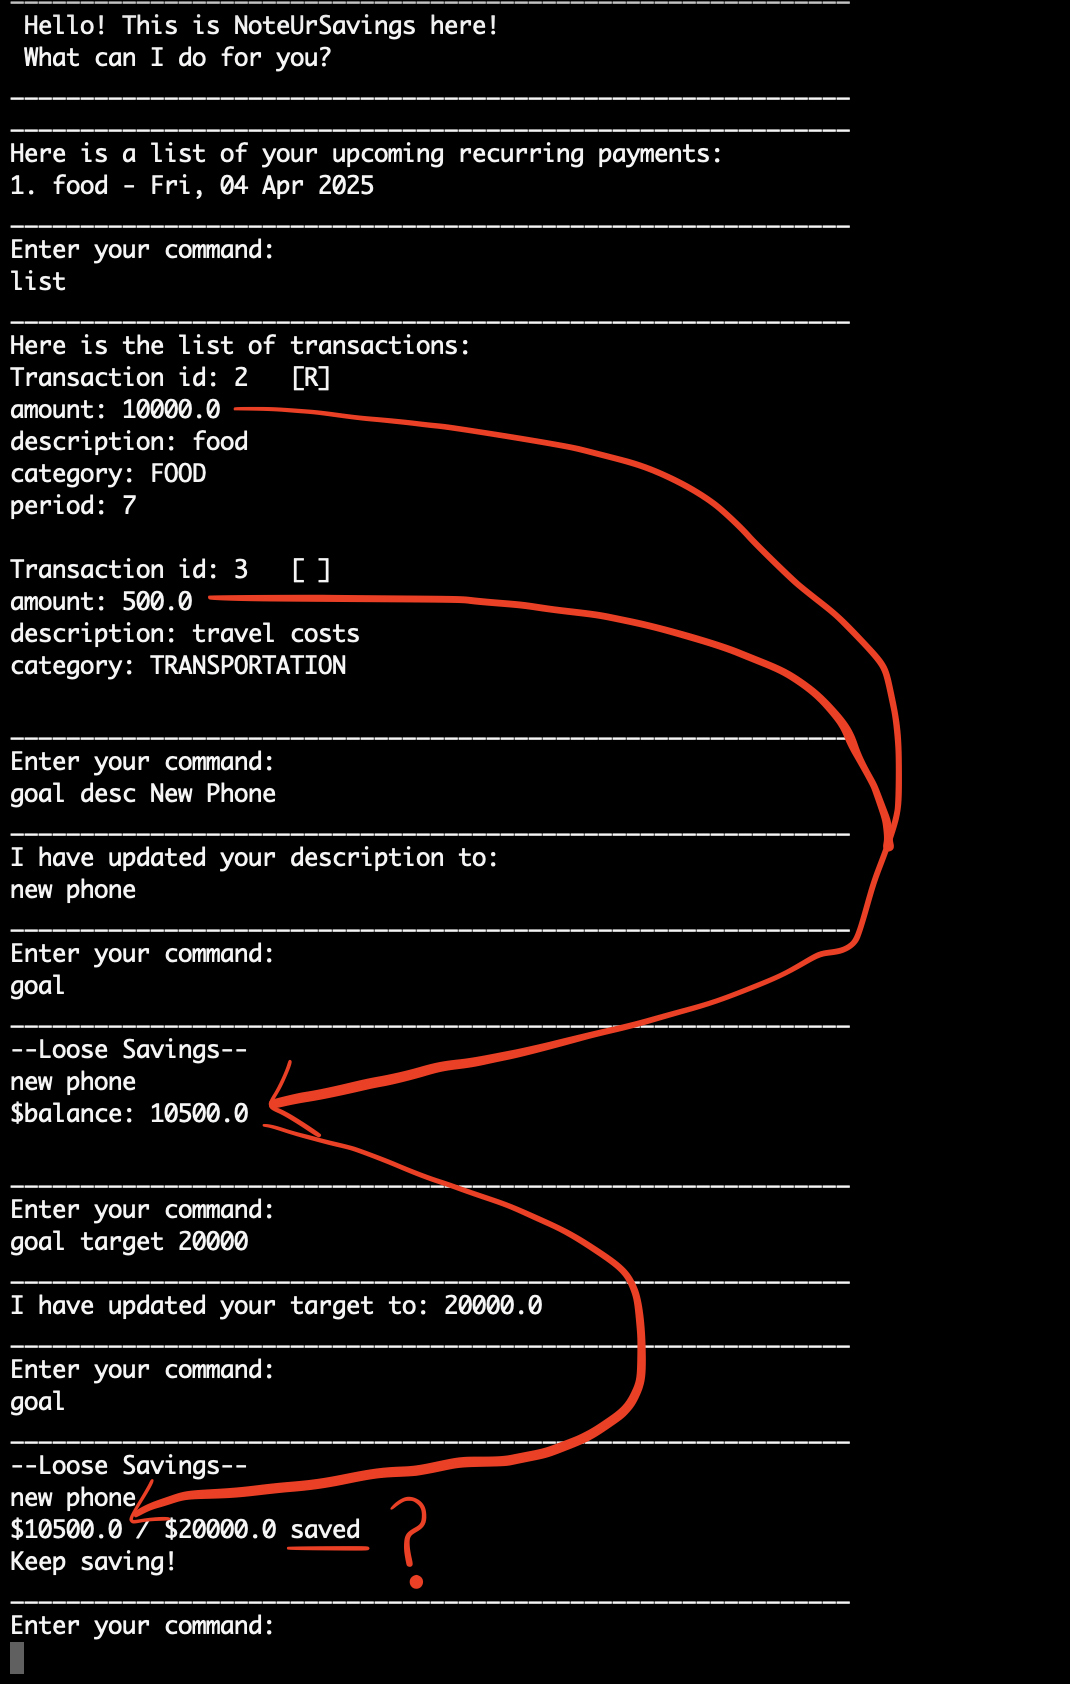 Hello! This is NoteUrSavings here!
What can I do for you?
Here is a list of your upcoming recurring payments:
1. food - Fri, 04 Apr 2025
Enter your command:
list
Here is the list of transactions:
Transaction id: 2   [R]
amount: 10000.0
description: food
category: FOOD
period: 7
Transaction id: 3   [ ]
amount: 500.0
description: travel costs
category: TRANSPORTATION
Enter your command:
goal desc New Phone
I have updated your description to:
new phone
Enter your command:
goal
--Loose Savings--
new phone
$balance: 10500.0
Enter your command:
goal target 20000
I have updated your target to: 20000.0
Enter your command:
goal
--Loose Savings--
new phone
$10500.0 / $20000.0 saved ?
Keep saving!
Enter your command: